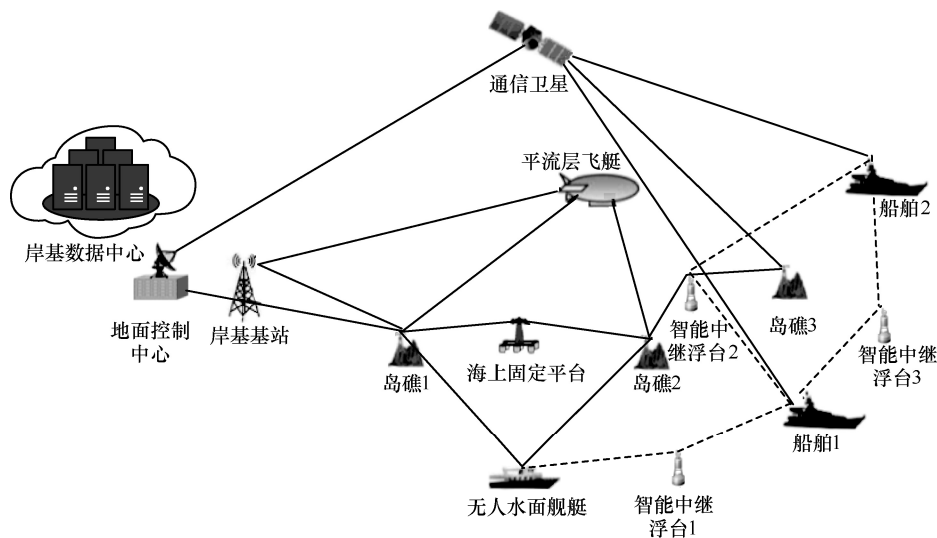 通信卫星
平流层飞艇
船舶2
岸基数据中心
地面控制
中心
岸基基站
岛礁1
海上固定平台
岛礁2
智能中
继浮台2
岛礁3
智能中继
浮台3
船舶1
无人水面舰艇
智能中继
浮台1